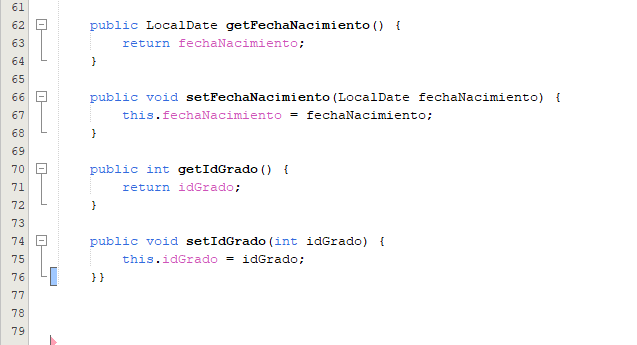 61
62 public LocalDate getFechaNacimiento() {
63 return fechaNacimiento;
64 }
65
66 public void setFechaNacimiento(LocalDate fechaNacimiento) {
67 this.fechaNacimiento = fechaNacimiento;
68 }
69
70 public int getIdGrado() {
71 return idGrado;
72 }
73
74 public void setIdGrado(int idGrado) {
75 this.idGrado = idGrado;
76 }}
77
78
79